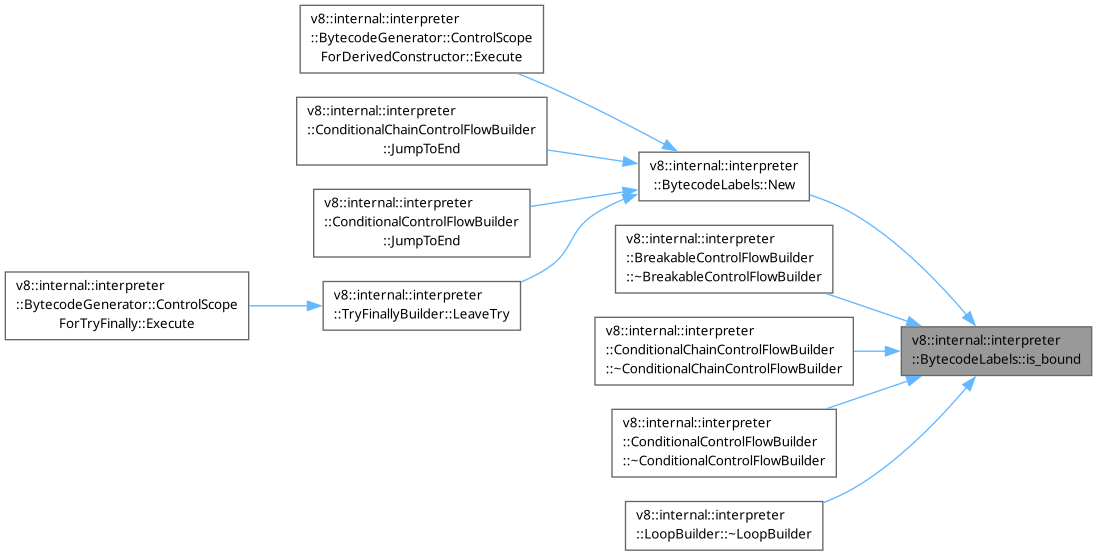 v8::internal::interpreter
::BytecodeGenerator::ControlScope
ForDerivedConstructor::Execute
v8::internal::interpreter
::ConditionalChainControlFlowBuilder
::JumpToEnd
v8::internal::interpreter
::BytecodeLabels::New
v8::internal::interpreter
::ConditionalControlFlowBuilder
::JumpToEnd
v8::internal::interpreter
::BreakableControlFlowBuilder
::~BreakableControlFlowBuilder
v8::internal::interpreter
::BytecodeGenerator::ControlScope
ForTryFinally::Execute
v8::internal::interpreter
::TryFinallyBuilder::LeaveTry
v8::internal::interpreter
::ConditionalChainControlFlowBuilder
::~ConditionalChainControlFlowBuilder
v8::internal::interpreter
::BytecodeLabels::is_bound
v8::internal::interpreter
::ConditionalControlFlowBuilder
::~ConditionalControlFlowBuilder
v8::internal::interpreter
::LoopBuilder::~LoopBuilder